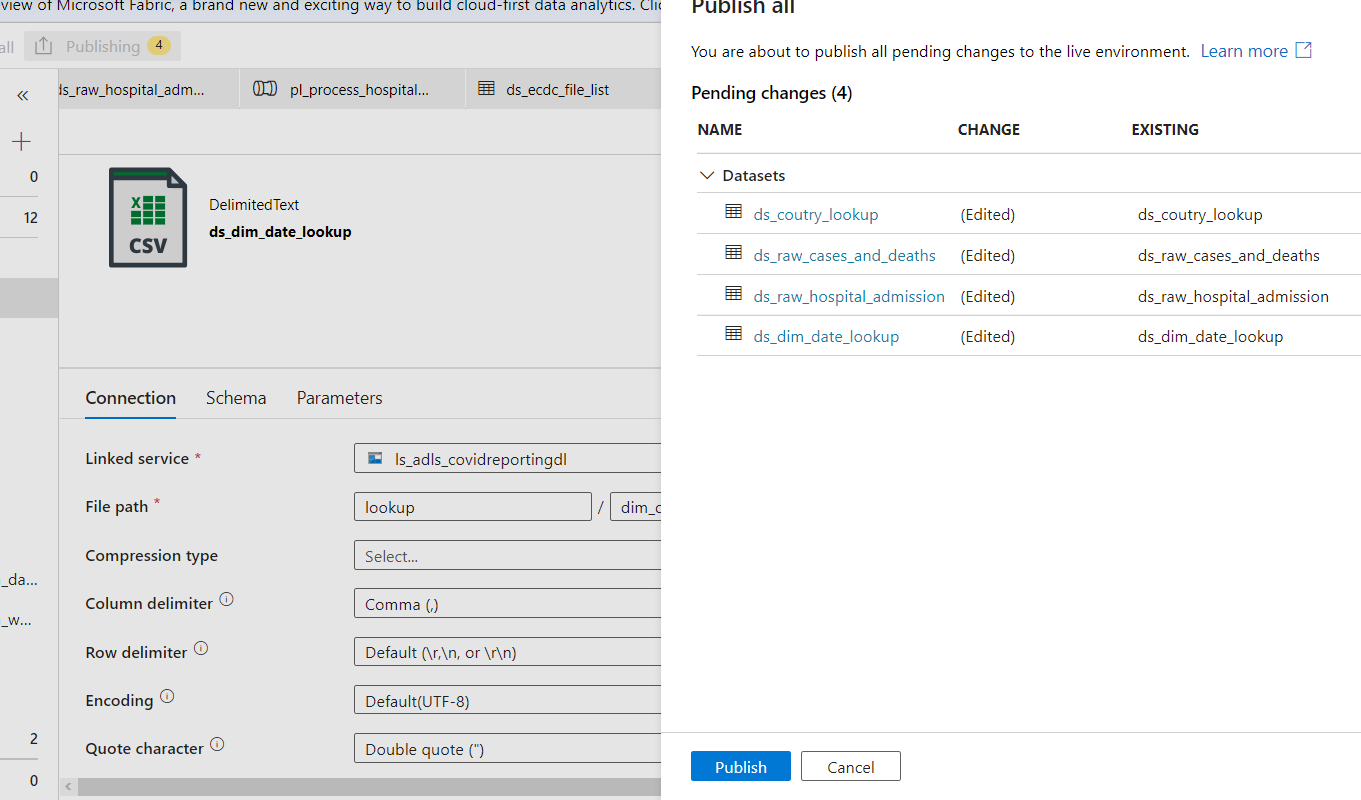 view of Microsoft Fabric, a brand new and exciting way to build cloud-first data analytics. Clic
all Publishing 4
ds_raw_hospital_adm... pl_process_hospital... ds_ecdc_file_list
«
0
12
_da...
_w...
2
0
X
CSV
DelimitedText
ds_dim_date_lookup
Connection Schema Parameters
Linked service * ls_adls_covidreportingdl
File path * lookup / dim_d
Compression type Select...
Column delimiter Comma (,)
Row delimiter Default (\r,\n, or \r\n)
Encoding Default(UTF-8)
Quote character Double quote (")
Publish all
You are about to publish all pending changes to the live environment. Learn more
Pending changes (4)
NAME CHANGE EXISTING
Datasets
ds_coutry_lookup (Edited) ds_coutry_lookup
ds_raw_cases_and_deaths (Edited) ds_raw_cases_and_deaths
ds_raw_hospital_admission (Edited) ds_raw_hospital_admission
ds_dim_date_lookup (Edited) ds_dim_date_lookup
Publish Cancel